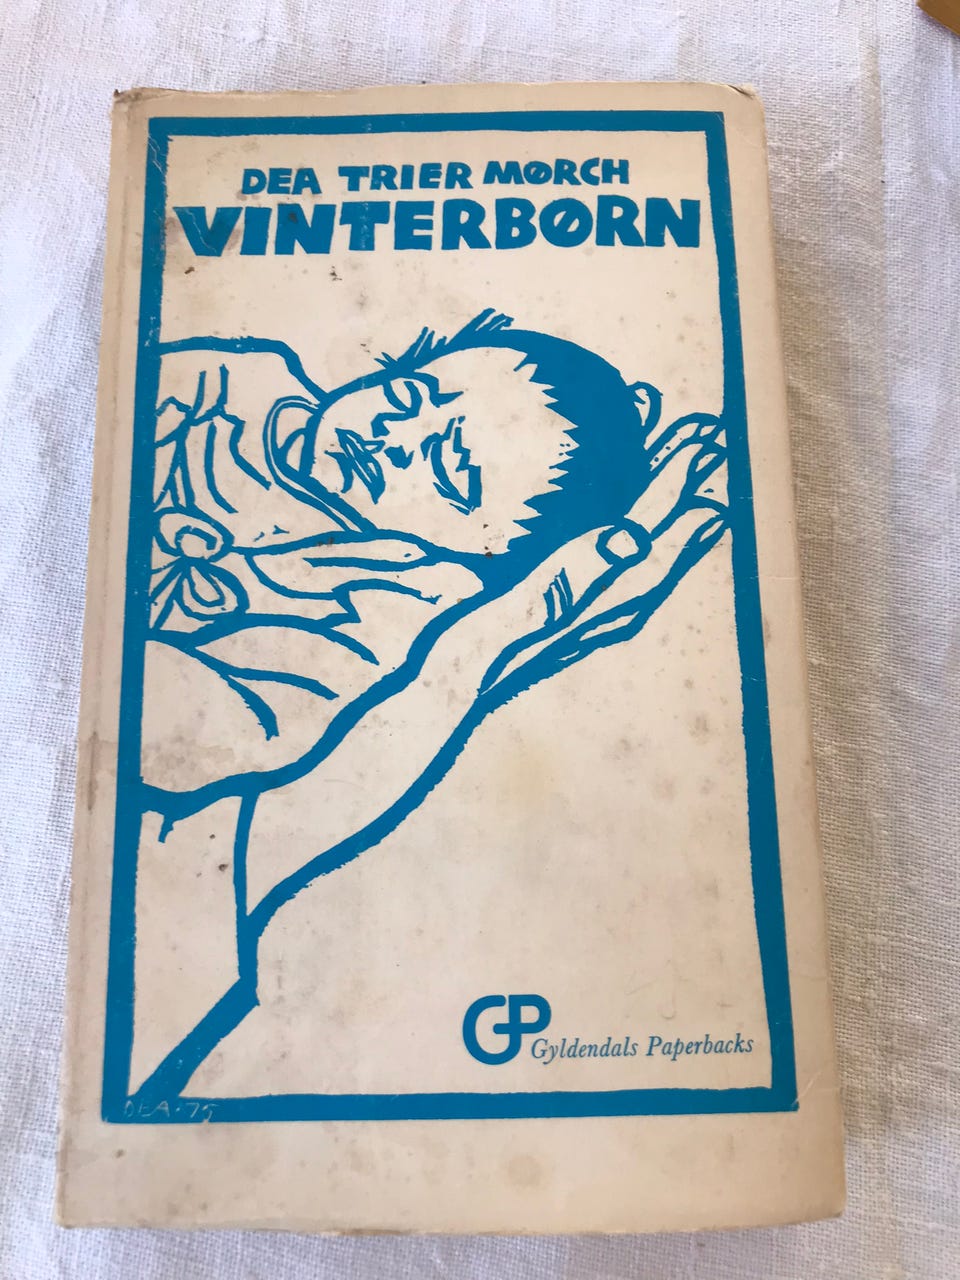 DEA TRIER MØRCH
VINTERBØRN
GP
Gyldendals Paperbacks
DEA·75